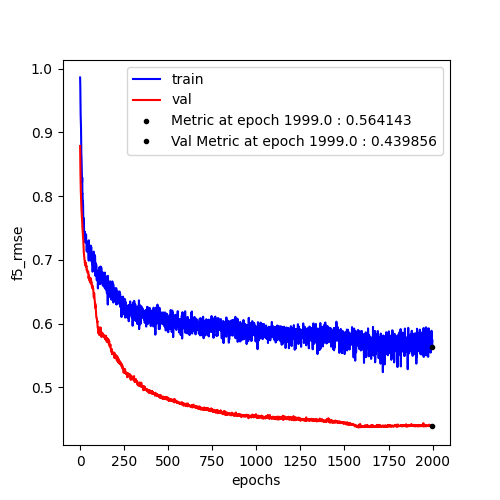 train
val
Metric at epoch 1999.0 : 0.564143
Val Metric at epoch 1999.0 : 0.439856
1.0
0.9
0.8
0.7
0.6
0.5
f5_rmse
0 250 500 750 1000 1250 1500 1750 2000
epochs